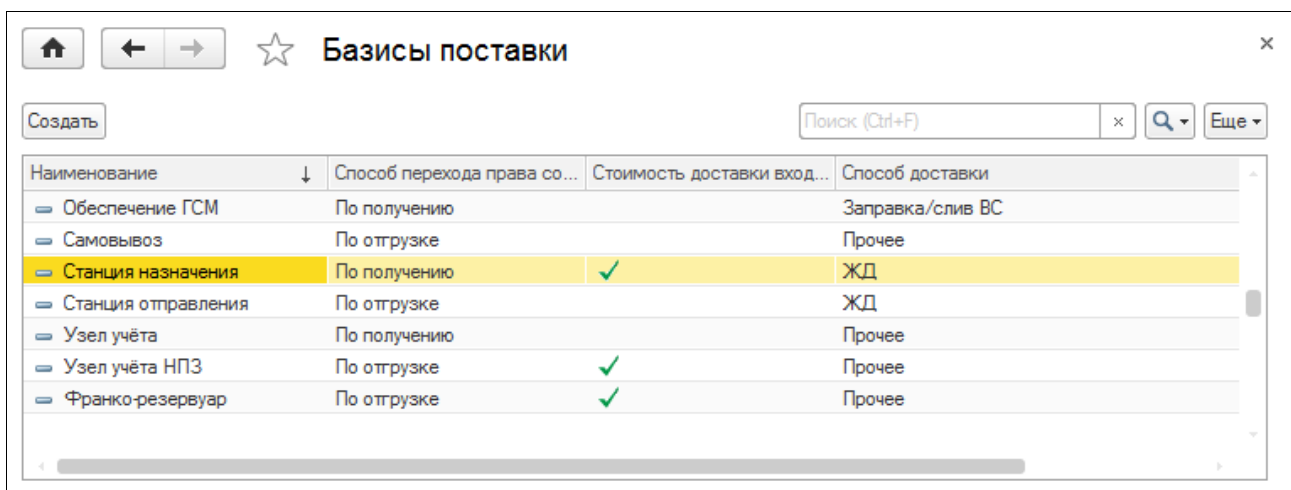 Базисы поставки
Создать Поиск (Ctrl+F) Еще
Наименование Способ перехода права со... Стоимость доставки вход... Способ доставки
Обеспечение ГСМ По получению Заправка/слив ВС
Самовывоз По отгрузке Прочее
Станция назначения По получению ЖД
Станция отправления По отгрузке ЖД
Узел учёта По получению Прочее
Узел учёта НПЗ По отгрузке Прочее
Франко-резервуар По отгрузке Прочее